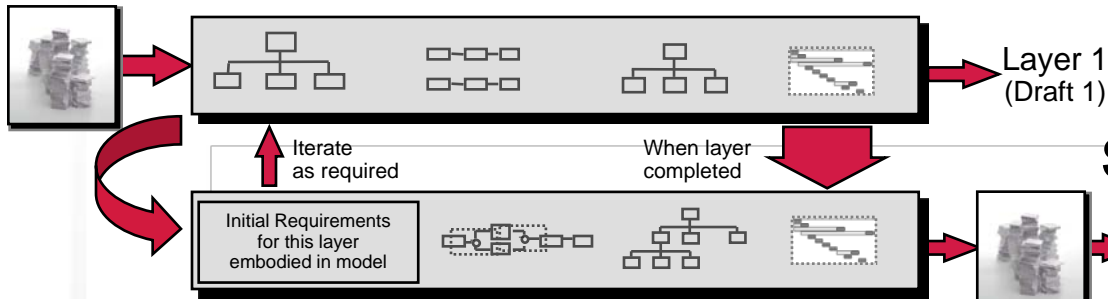 Layer 1
(Draft 1)
Iterate
as required
When layer
completed
S
Initial Requirements
for this layer
embodied in model